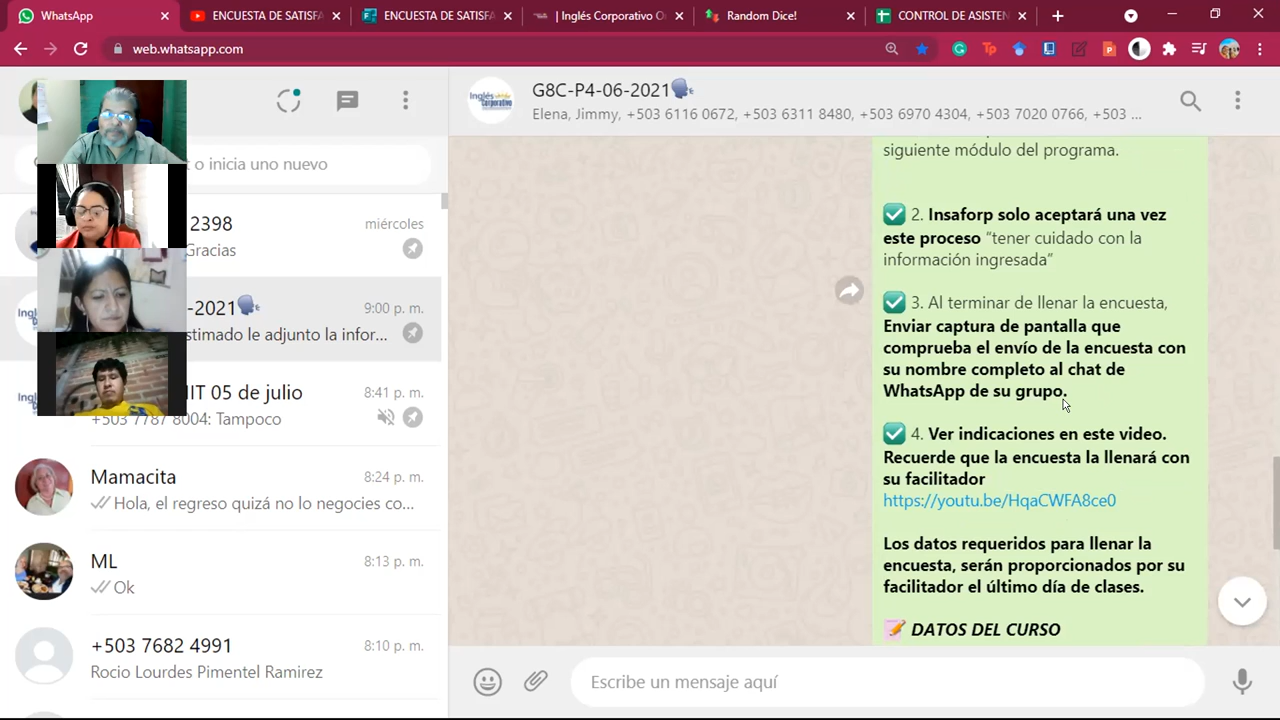 WhatsApp
ENCUESTA DE SATISFA
ENCUESTA DE SATISFA
| Inglés Corporativo O
Random Dice!
CONTROL DE ASISTEN
web.whatsapp.com
G8C-P4-06-2021
Elena, Jimmy, +503 6116 0672, +503 6311 8480, +503 6970 4304, +503 7020 0766, +503 ...
t o inicia uno nuevo
2398
miércoles
Gracias
-2021
9:00 p. m.
stimado le adjunto la infor...
IIT 05 de julio
8:41 p. m.
+503 7787 8004: Tampoco
Mamacita
8:24 p. m.
Hola, el regreso quizá no lo negocies co...
ML
8:13 p. m.
Ok
+503 7682 4991
8:10 p. m.
Rocio Lourdes Pimentel Ramirez
siguiente módulo del programa.
2. Insaforp solo aceptará una vez
este proceso “tener cuidado con la
información ingresada”
3. Al terminar de llenar la encuesta,
Enviar captura de pantalla que
comprueba el envío de la encuesta con
su nombre completo al chat de
WhatsApp de su grupo.
4. Ver indicaciones en este video.
Recuerde que la encuesta la llenará con
su facilitador
https://youtu.be/HqaCWFA8ce0
Los datos requeridos para llenar la
encuesta, serán proporcionados por su
facilitador el último día de clases.
DATOS DEL CURSO
Escribe un mensaje aquí